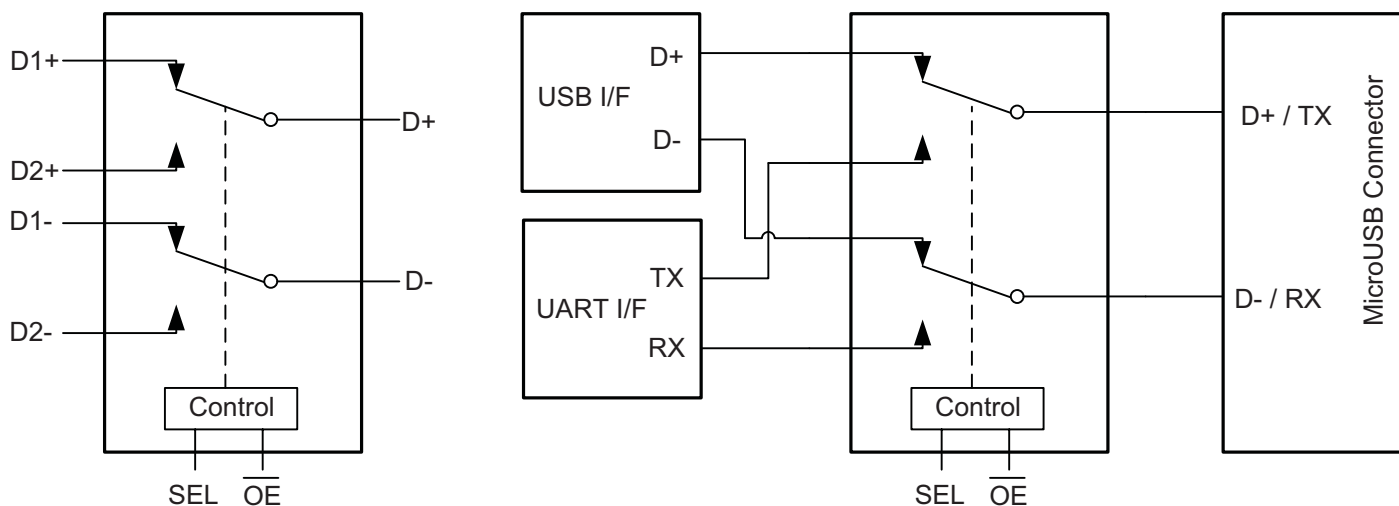 D1+
D2+
D1-
D2-
D+
D-
Control
SEL
OE
USB I/F
D+
D-
UART I/F
TX
RX
Control
SEL
OE
D+ / TX
D- / RX
MicroUSB Connector